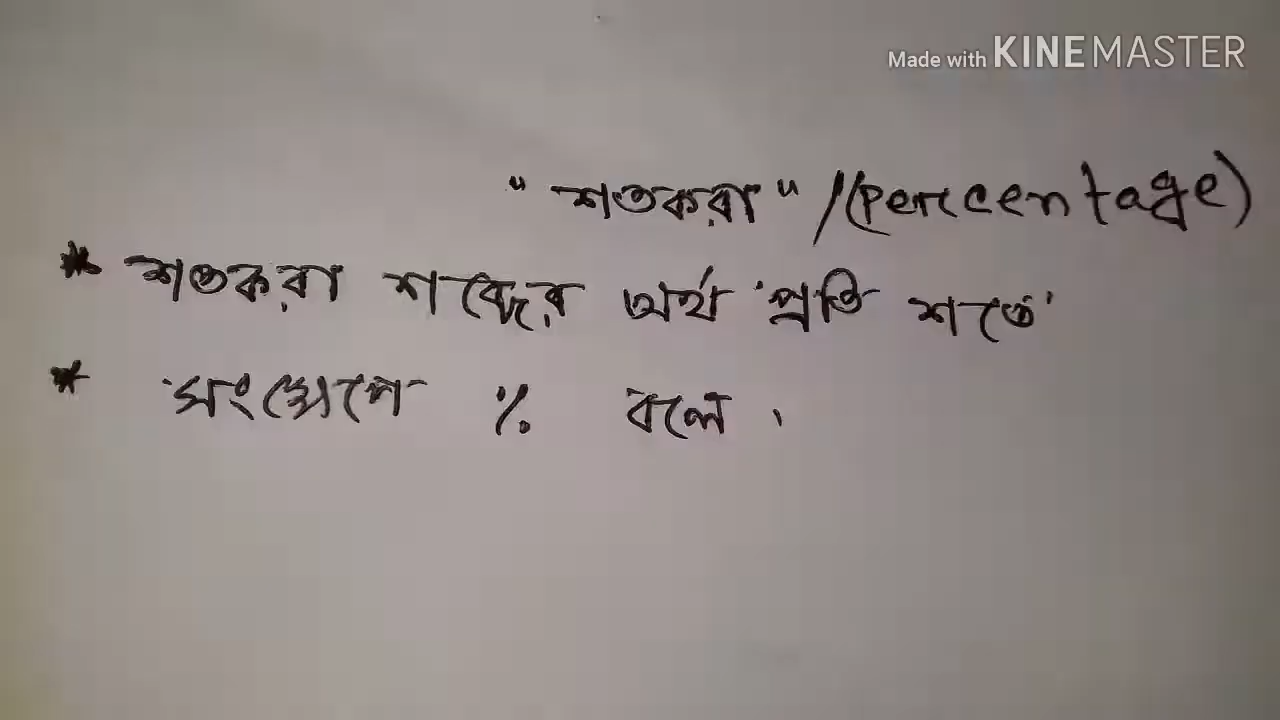 Made with KINEMASTER
"শতকরা" /(Percentage)
* শতকরা শব্দের অর্থ 'প্রতি শতে'
* সংক্ষেপে % বলে ।